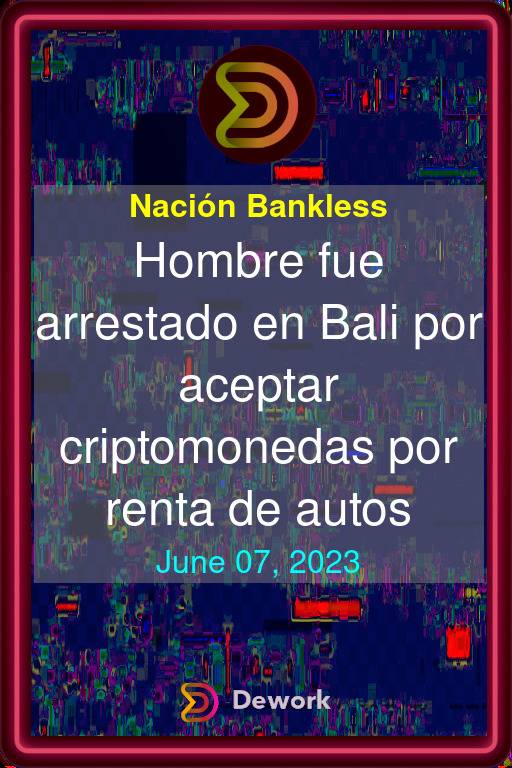 Nación Bankless
Hombre fue
arrestado en Bali por
aceptar
criptomonedas por
renta de autos
June 07, 2023
Dework